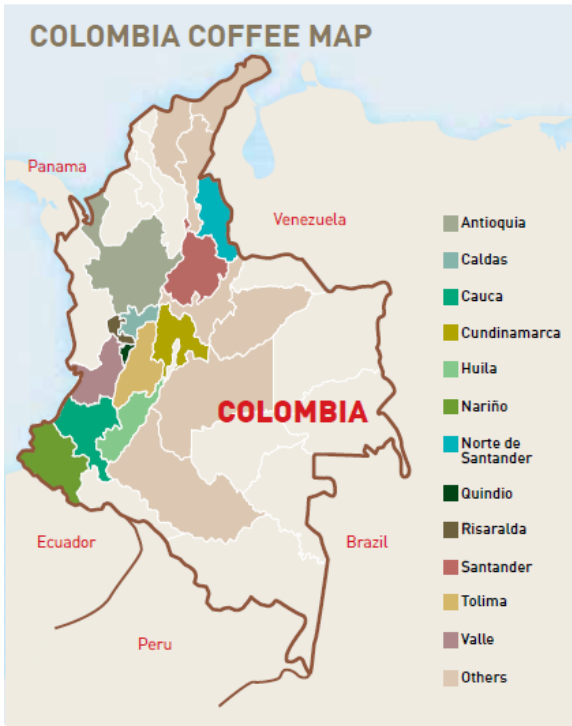 COLOMBIA COFFEE MAP
Panama
Venezuela
Antioquia
Caldas
Cauca
Cundinamarca
Huila
COLOMBIA
Nariño
Norte de
Santander
Quindio
Ecuador
Brazil
Risaralda
Santander
Tolima
Peru
Valle
Others